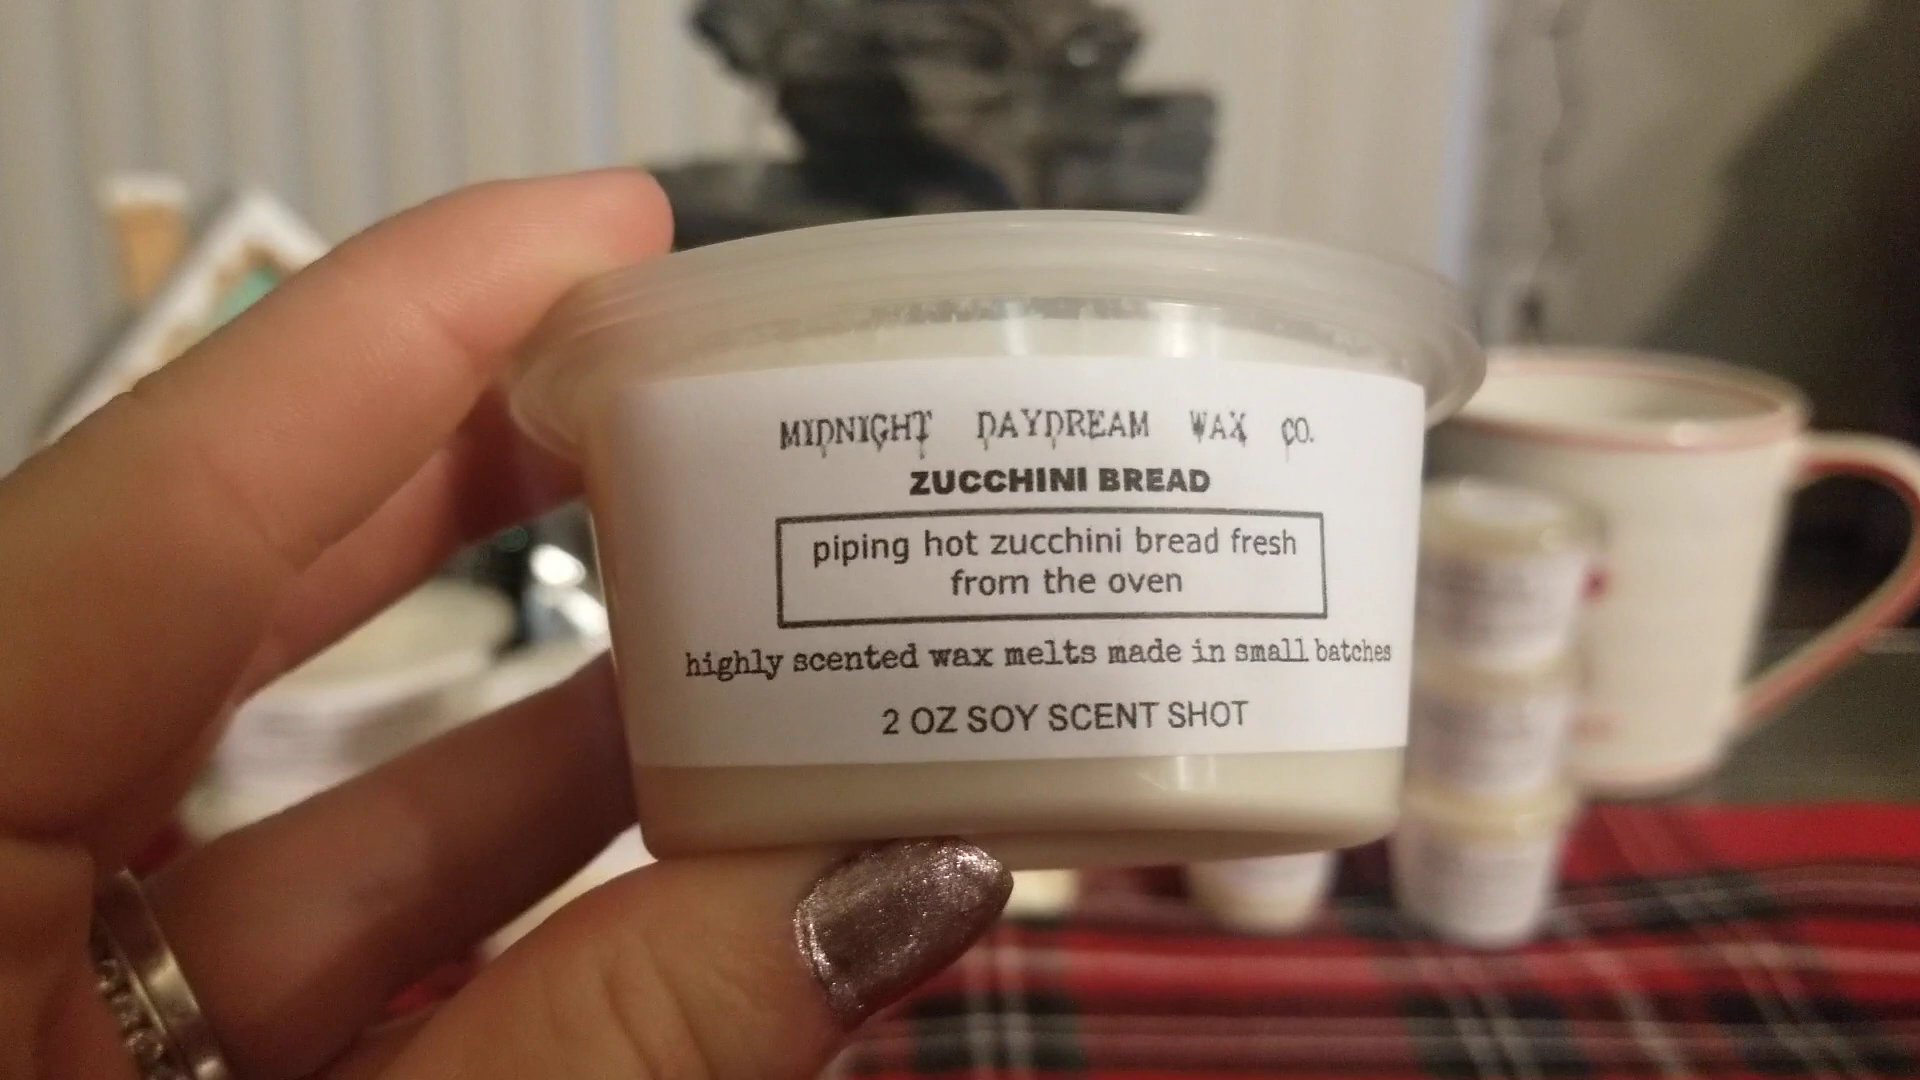 MIDNIGHT DAYDREAM WAX CO.
ZUCCHINI BREAD
piping hot zucchini bread fresh
from the oven
highly scented wax melts made in small batches
2 OZ SOY SCENT SHOT